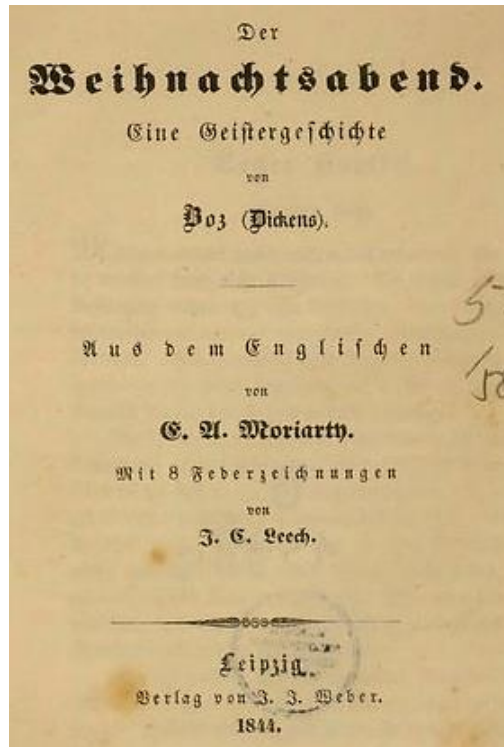 Der
Weihnachtsabend.
Eine Geistergeschichte
von
Boz (Dickens).
Aus dem Englischen
von
E. A. Moriarty.
Mit 8 Federzeichnungen
von
J. C. Leech.
Leipzig.
Verlag von J. J. Weber.
1844.